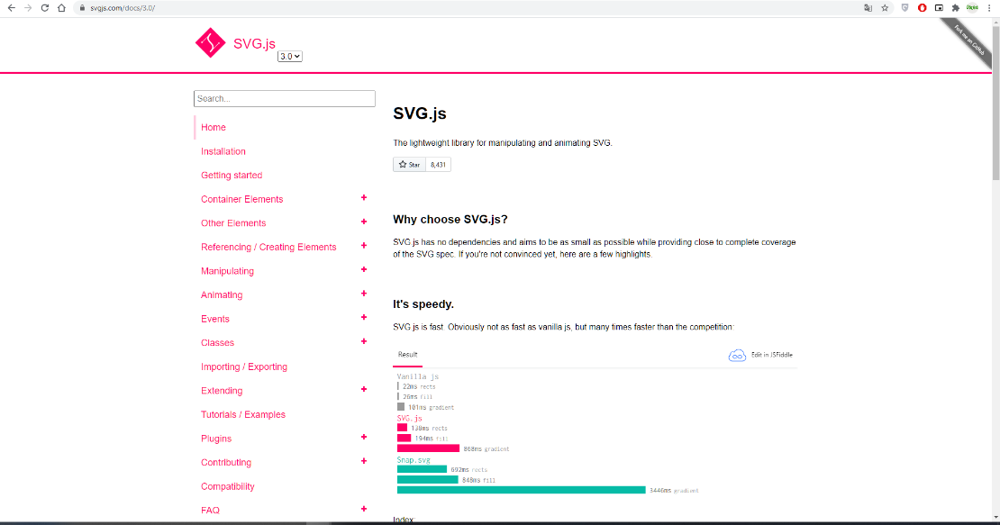 svgjs.com/docs/3.0/
SVG.js
3.0
Fork me on GitHub
Search...
Home
Installation
Getting started
Container Elements
Other Elements
Referencing / Creating Elements
Manipulating
Animating
Events
Classes
Importing / Exporting
Extending
Tutorials / Examples
Plugins
Contributing
Compatibility
FAQ
SVG.js
The lightweight library for manipulating and animating SVG.
Star 8,431
Why choose SVG.js?
SVG.js has no dependencies and aims to be as small as possible while providing close to complete coverage
of the SVG spec. If you're not convinced yet, here are a few highlights.
It's speedy.
SVG.js is fast. Obviously not as fast as vanilla js, but many times faster than the competition:
Result
Edit in JSFiddle
Vanilla js
22ms rects
26ms fill
101ms gradient
SVG.js
138ms rects
194ms fill
868ms gradient
Snap.svg
692ms rects
848ms fill
3446ms gradient
Index